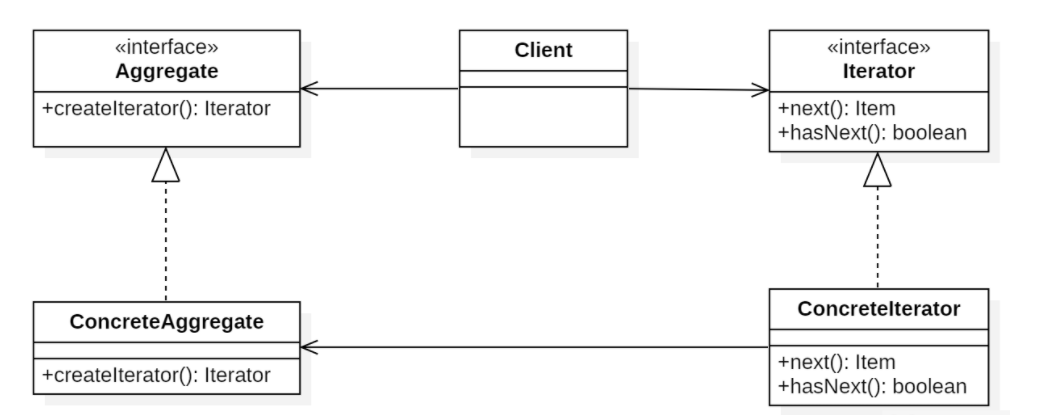 «interface»
Aggregate
+createIterator(): Iterator
Client
«interface»
Iterator
+next(): Item
+hasNext(): boolean
ConcreteAggregate
+createIterator(): Iterator
ConcreteIterator
+next(): Item
+hasNext(): boolean